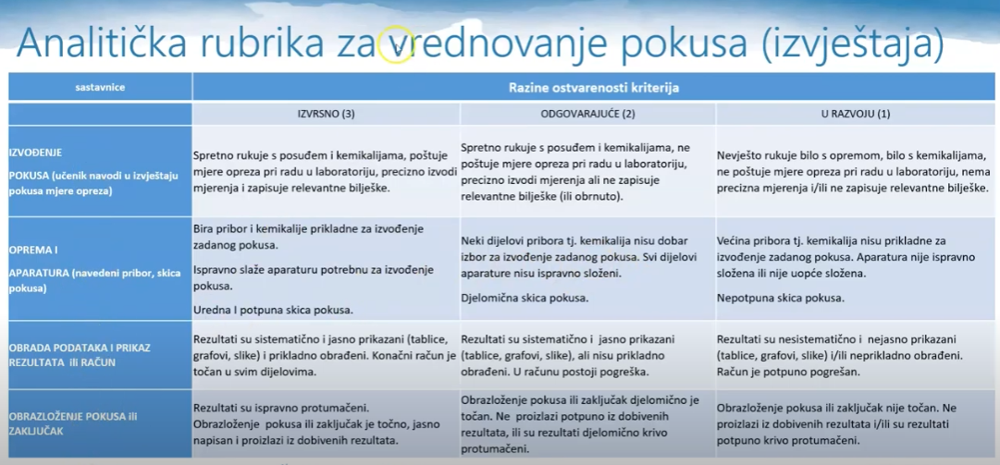 Analitička rubrika za vrednovanje pokusa (izvještaja)
sastavnice
Razine ostvarenosti kriterija
IZVRSNO (3)
ODGOVARAJUĆE (2)
U RAZVOJU (1)
IZVOĐENJE
POKUSA (učenik navodi u izvještaju
pokusa mjere opreza)
Spretno rukuje s posuđem i kemikalijama, poštuje
mjere opreza pri radu u laboratoriju, precizno izvodi
mjerenja i zapisuje relevantne bilješke.
Spretno rukuje s posuđem i kemikalijama, ne
poštuje mjere opreza pri radu u laboratoriju,
precizno izvodi mjerenja ali ne zapisuje
relevantne bilješke (ili obrnuto).
Nevješto rukuje bilo s opremom, bilo s kemikalijama,
ne poštuje mjere opreza pri radu u laboratoriju, nema
precizna mjerenja i/ili ne zapisuje relevantne bilješke.
OPREMA I
APARATURA (navedeni pribor, skica
pokusa)
Bira pribor i kemikalije prikladne za izvođenje
zadanog pokusa.
Ispravno slaže aparaturu potrebnu za izvođenje
pokusa.
Uredna I potpuna skica pokusa.
Neki dijelovi pribora tj. kemikalija nisu dobar
izbor za izvođenje zadanog pokusa. Svi dijelovi
aparature nisu ispravno složeni.
Djelomična skica pokusa.
Većina pribora tj. kemikalija nisu prikladne za
izvođenje zadanog pokusa. Aparatura nije ispravno
složena ili nije uopće složena.
Nepotpuna skica pokusa.
OBRADA PODATAKA I PRIKAZ
REZULTATA ili RAČUN
Rezultati su sistematično i jasno prikazani (tablice,
grafovi, slike) i prikladno obrađeni. Konačni račun je
točan u svim dijelovima.
Rezultati su sistematično i jasno prikazani
(tablice, grafovi, slike), ali nisu prikladno
obrađeni. U računu postoji pogreška.
Rezultati su nesistematično i nejasno prikazani
(tablice, grafovi, slike) i/ili neprikladno obrađeni.
Račun je potpuno pogrešan.
OBRAZLOŽENJE POKUSA ili
ZAKLJUČAK
Rezultati su ispravno protumačeni.
Obrazloženje pokusa ili zaključak je točno, jasno
napisan i proizlazi iz dobivenih rezultata.
Obrazloženje pokusa ili zaključak djelomično je
točan. Ne proizlazi potpuno iz dobivenih
rezultata, ili su rezultati djelomično krivo
protumačeni.
Obrazloženje pokusa ili zaključak nije točan. Ne
proizlazi iz dobivenih rezultata i/ili su rezultati
potpuno krivo protumačeni.